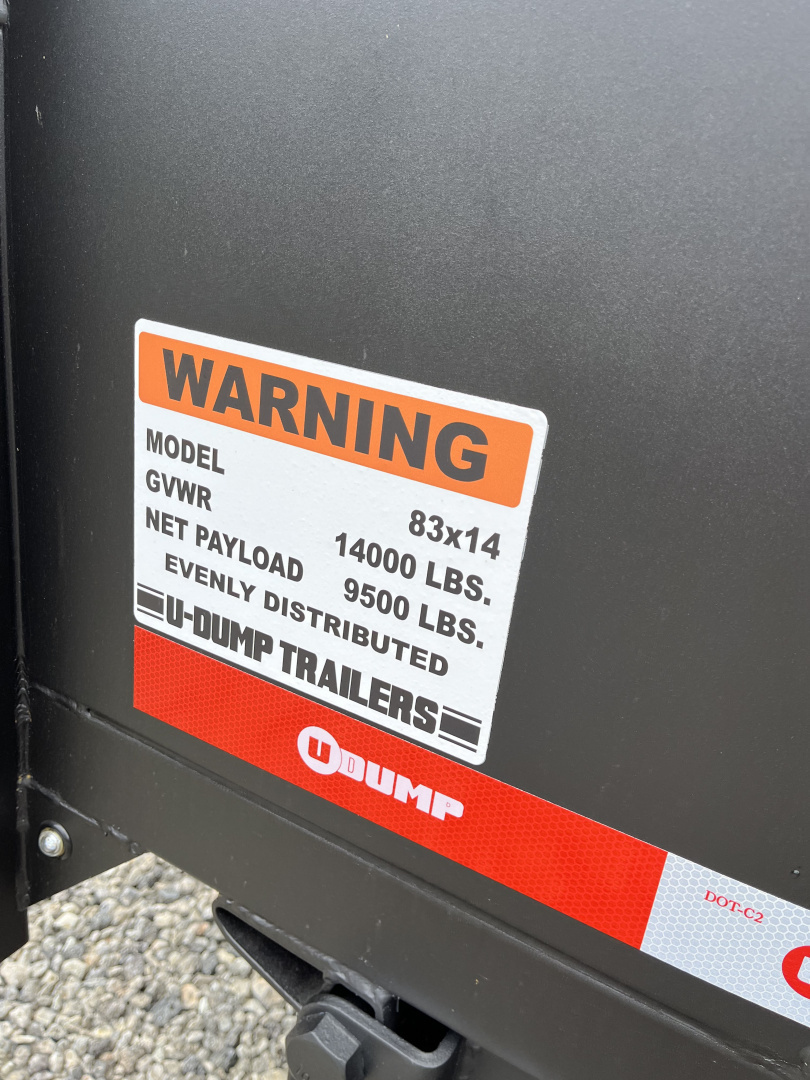 WARNING
MODEL 83x14
GVWR 14000 LBS.
NET PAYLOAD 9500 LBS.
EVENLY DISTRIBUTED
U-DUMP TRAILERS
UDUMP
DOT-C2